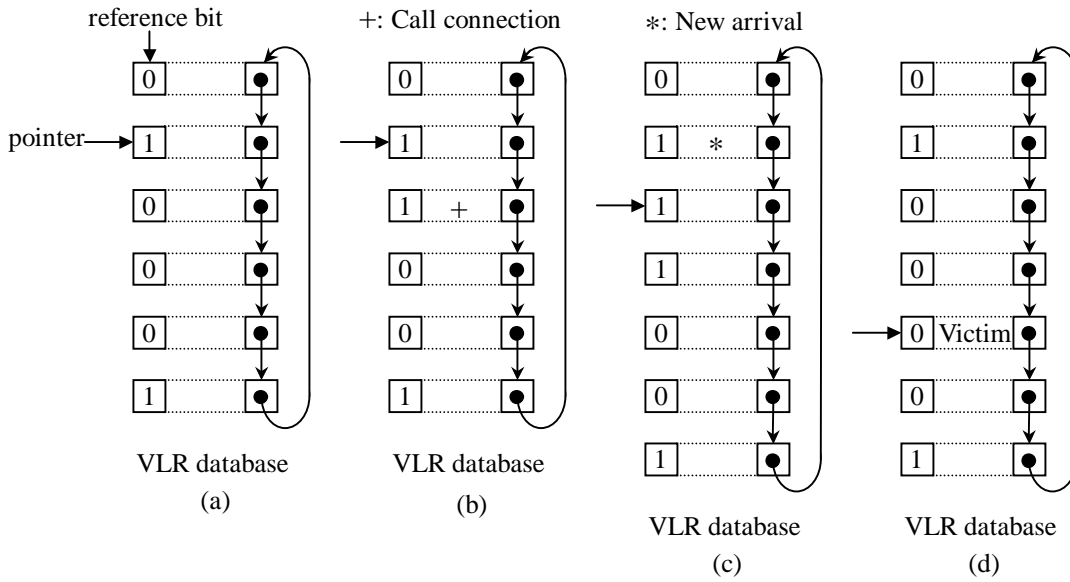 reference bit
+: Call connection
*: New arrival
pointer
0
1
0
0
0
1
VLR database
(a)
0
1
1 +
0
0
1
VLR database
(b)
0
1 *
1
1
0
0
1
VLR database
(c)
0
1
0
0
0 Victim
0
1
VLR database
(d)